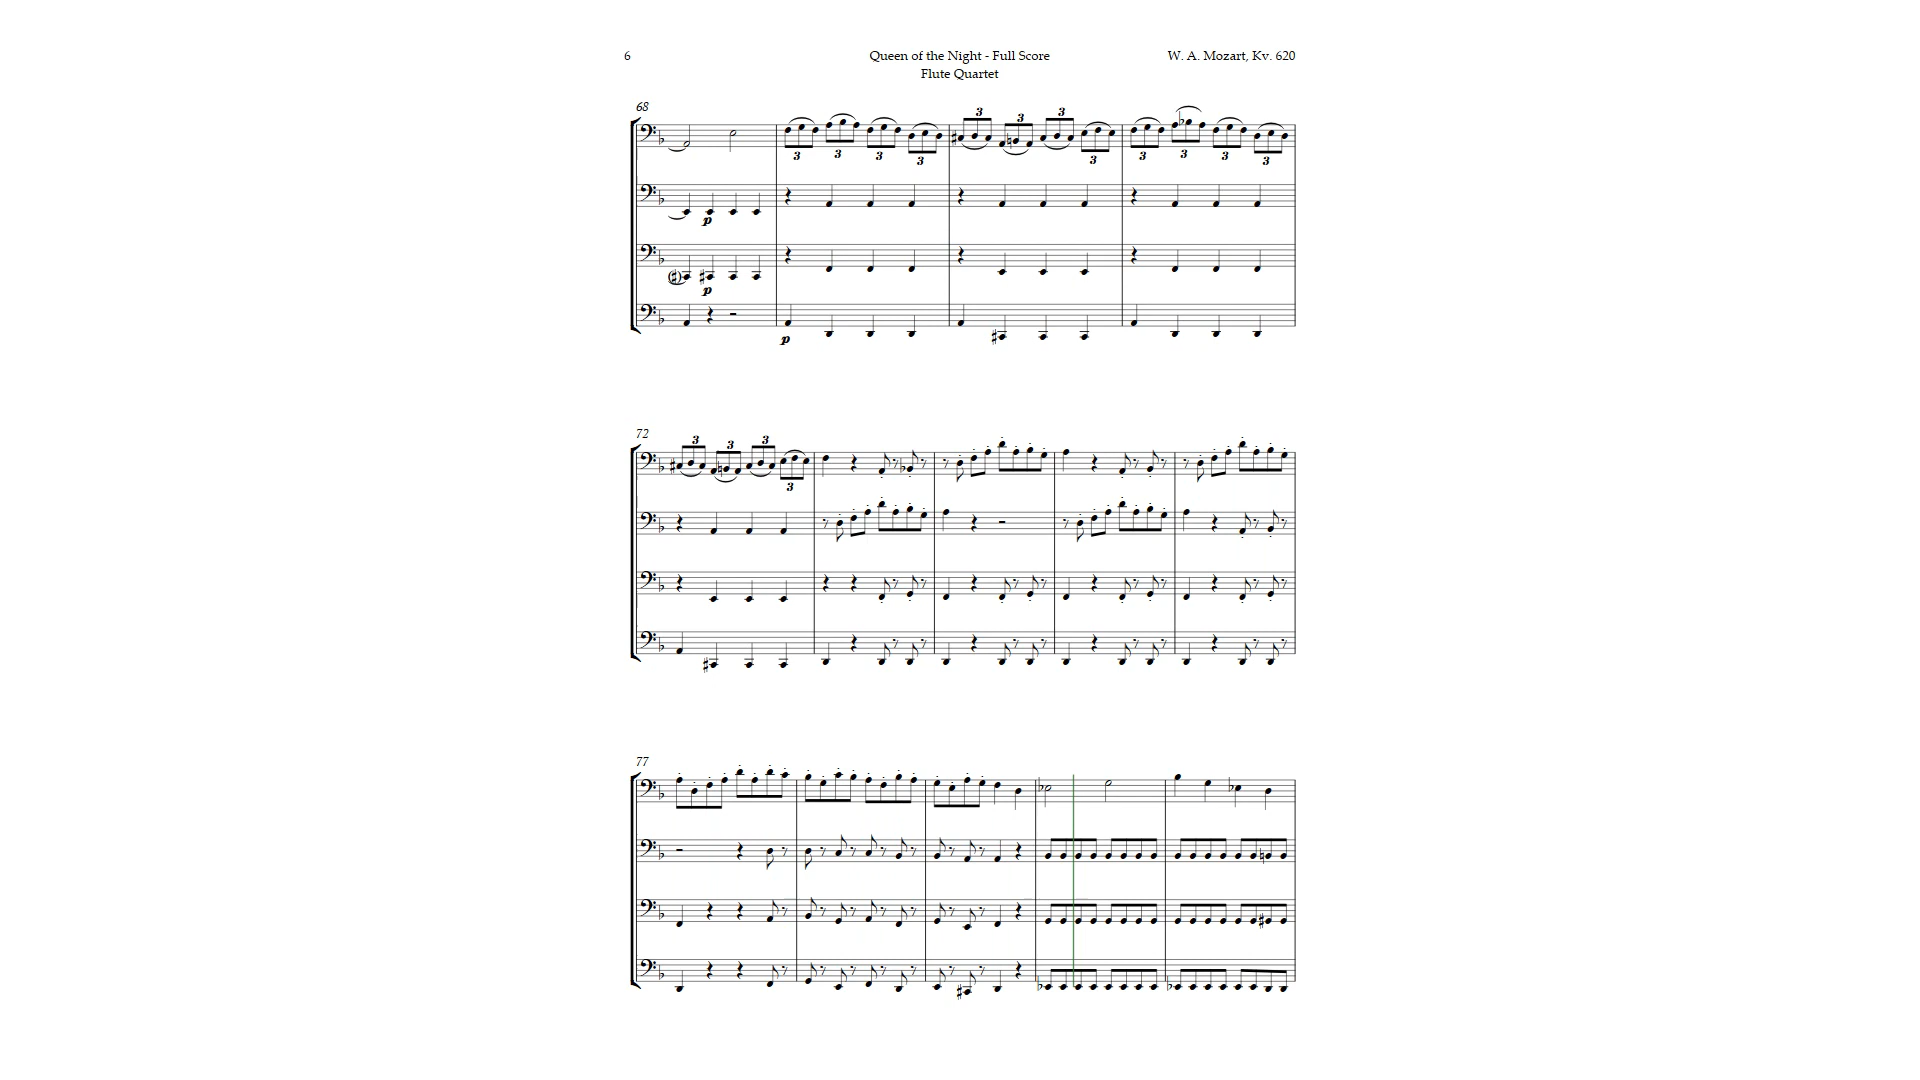 6 Queen of the Night - Full Score W. A. Mozart, Kv. 620
Flute Quartet
68
3 3 3
3 3 3 3 3 3 3 3 3
p
p
p
72
3 3 3
3
77